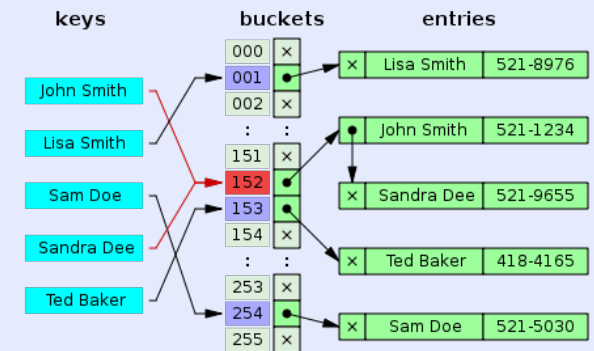 keys
buckets
entries
John Smith
Lisa Smith
Sam Doe
Sandra Dee
Ted Baker
000 ×
001
002 ×
: :
151 ×
152
153
154 ×
: :
253 ×
254
255 ×
× Lisa Smith 521-8976
John Smith 521-1234
× Sandra Dee 521-9655
× Ted Baker 418-4165
× Sam Doe 521-5030